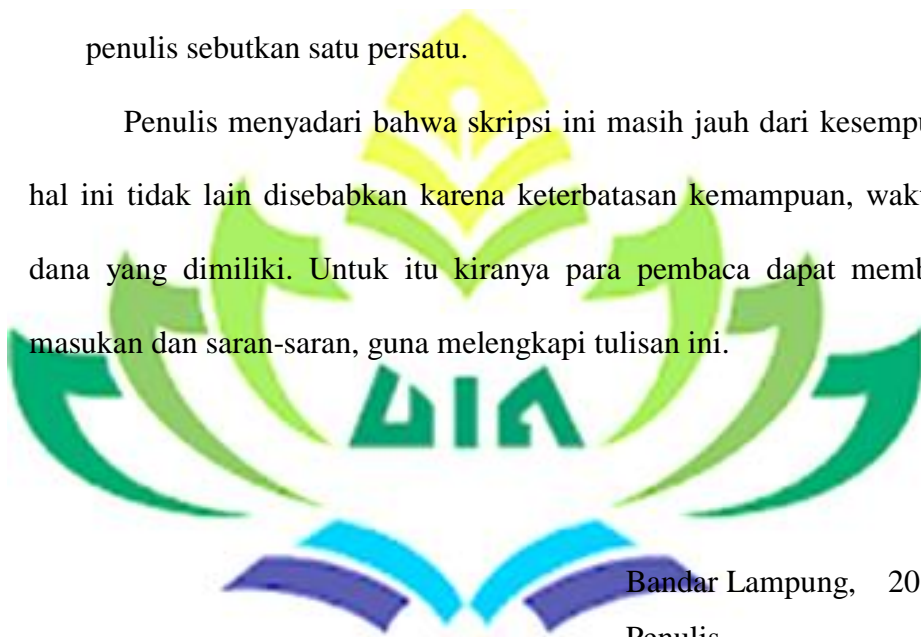 penulis sebutkan satu persatu.
Penulis menyadari bahwa skripsi ini masih jauh dari
hal ini tidak lain disebabkan karena keterbatasan kemampuan,
dana yang dimiliki. Untuk itu kiranya para pembaca dapat
masukan dan saran-saran, guna melengkapi tulisan ini.
UIN
Bandar Lampung, 20
Penulis